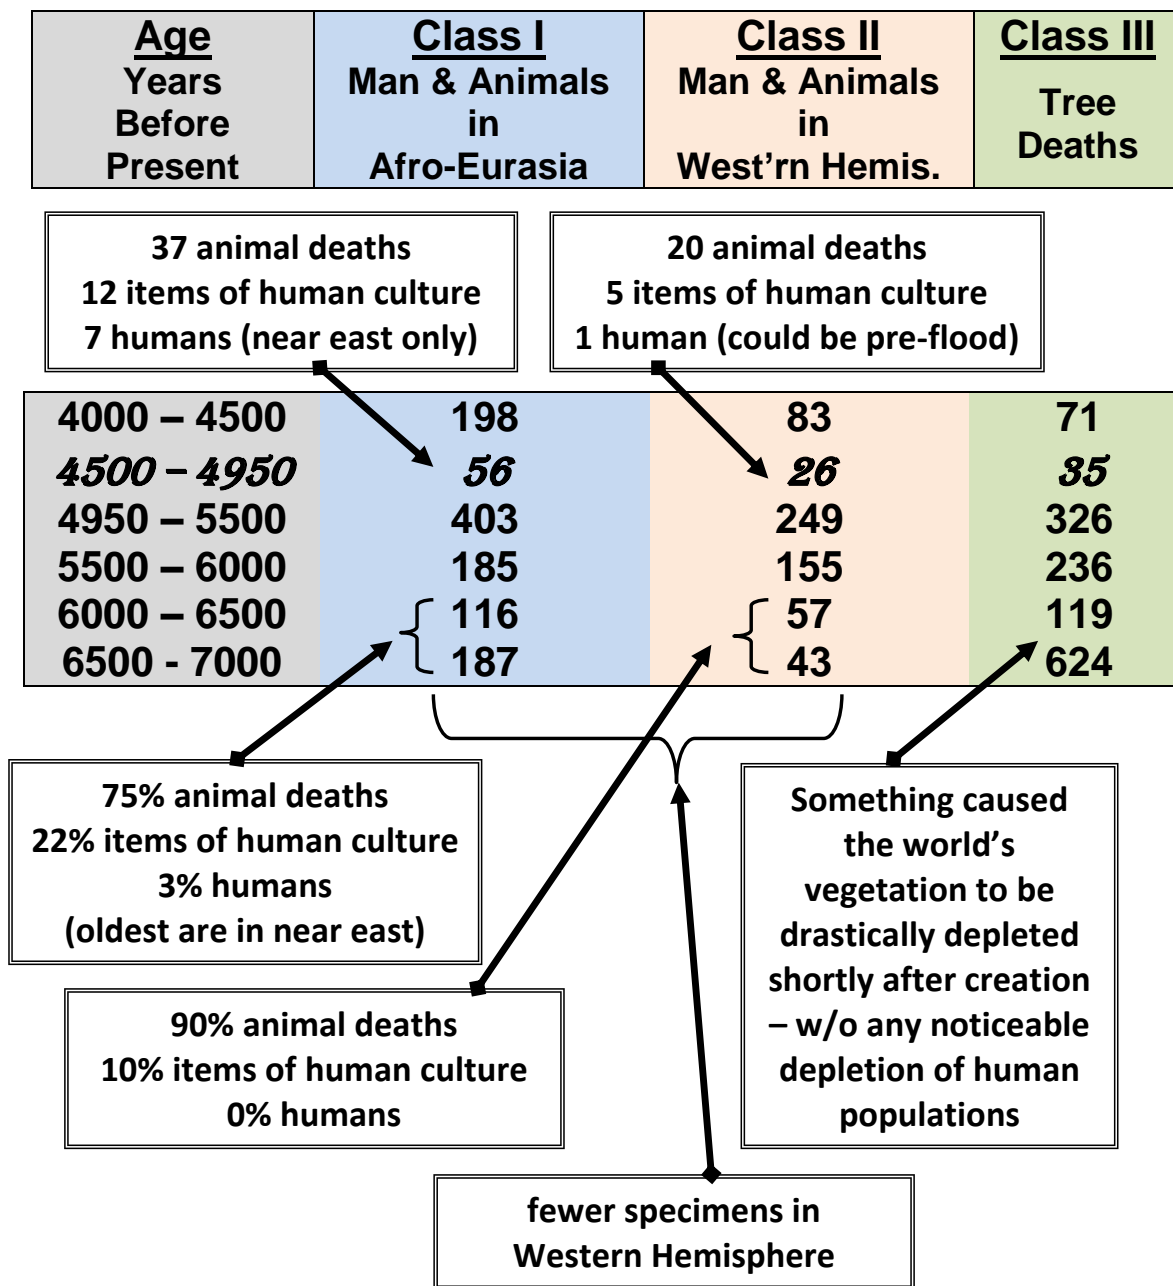 Age Class I Class II Class III
Years Man & Animals Man & Animals Tree
Before in in Deaths
Present Afro-Eurasia West’rn Hemis.
37 animal deaths
12 items of human culture
7 humans (near east only)
20 animal deaths
5 items of human culture
1 human (could be pre-flood)
4000 – 4500 198 83 71
4500 – 4950 56 26 35
4950 – 5500 403 249 326
5500 – 6000 185 155 236
6000 – 6500 116 57 119
6500 - 7000 187 43 624
75% animal deaths
22% items of human culture
3% humans
(oldest are in near east)
90% animal deaths
10% items of human culture
0% humans
Something caused
the world’s
vegetation to be
drastically depleted
shortly after creation
– w/o any noticeable
depletion of human
populations
fewer specimens in
Western Hemisphere